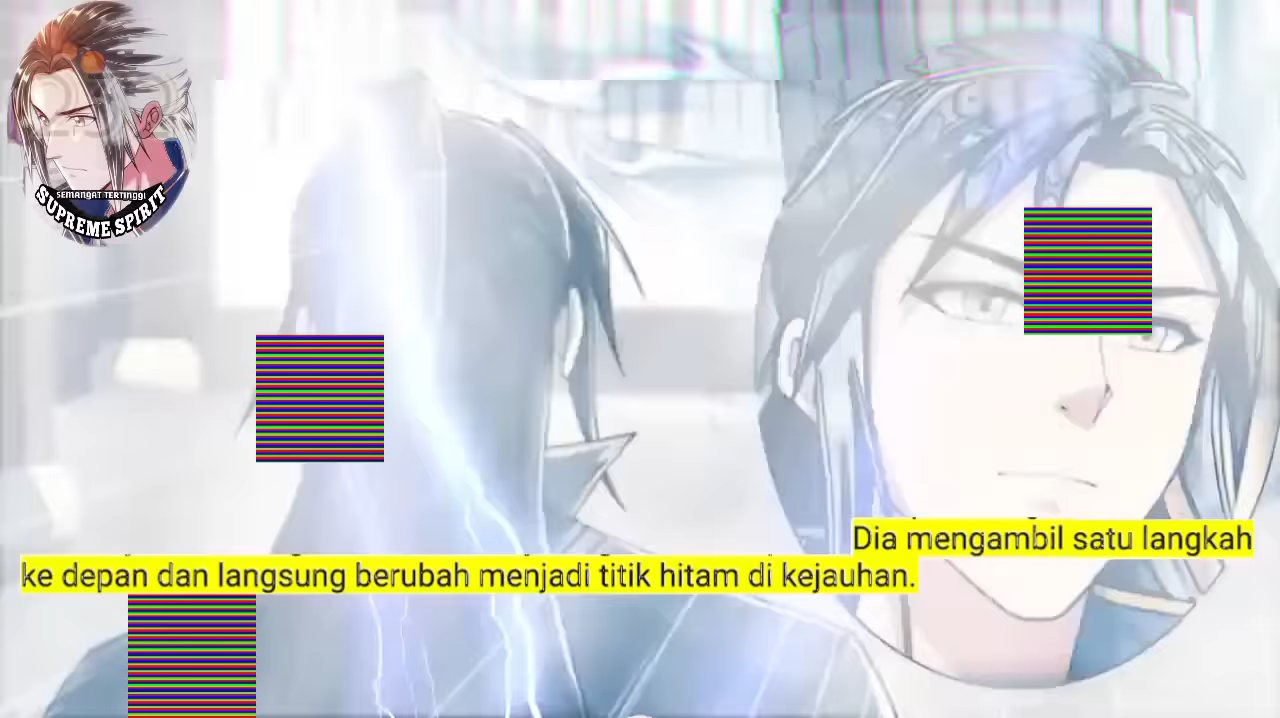 SEMANGAT TERTINGGI
SUPREME SPIRIT
Dia mengambil satu langkah
ke depan dan langsung berubah menjadi titik hitam di kejauhan.